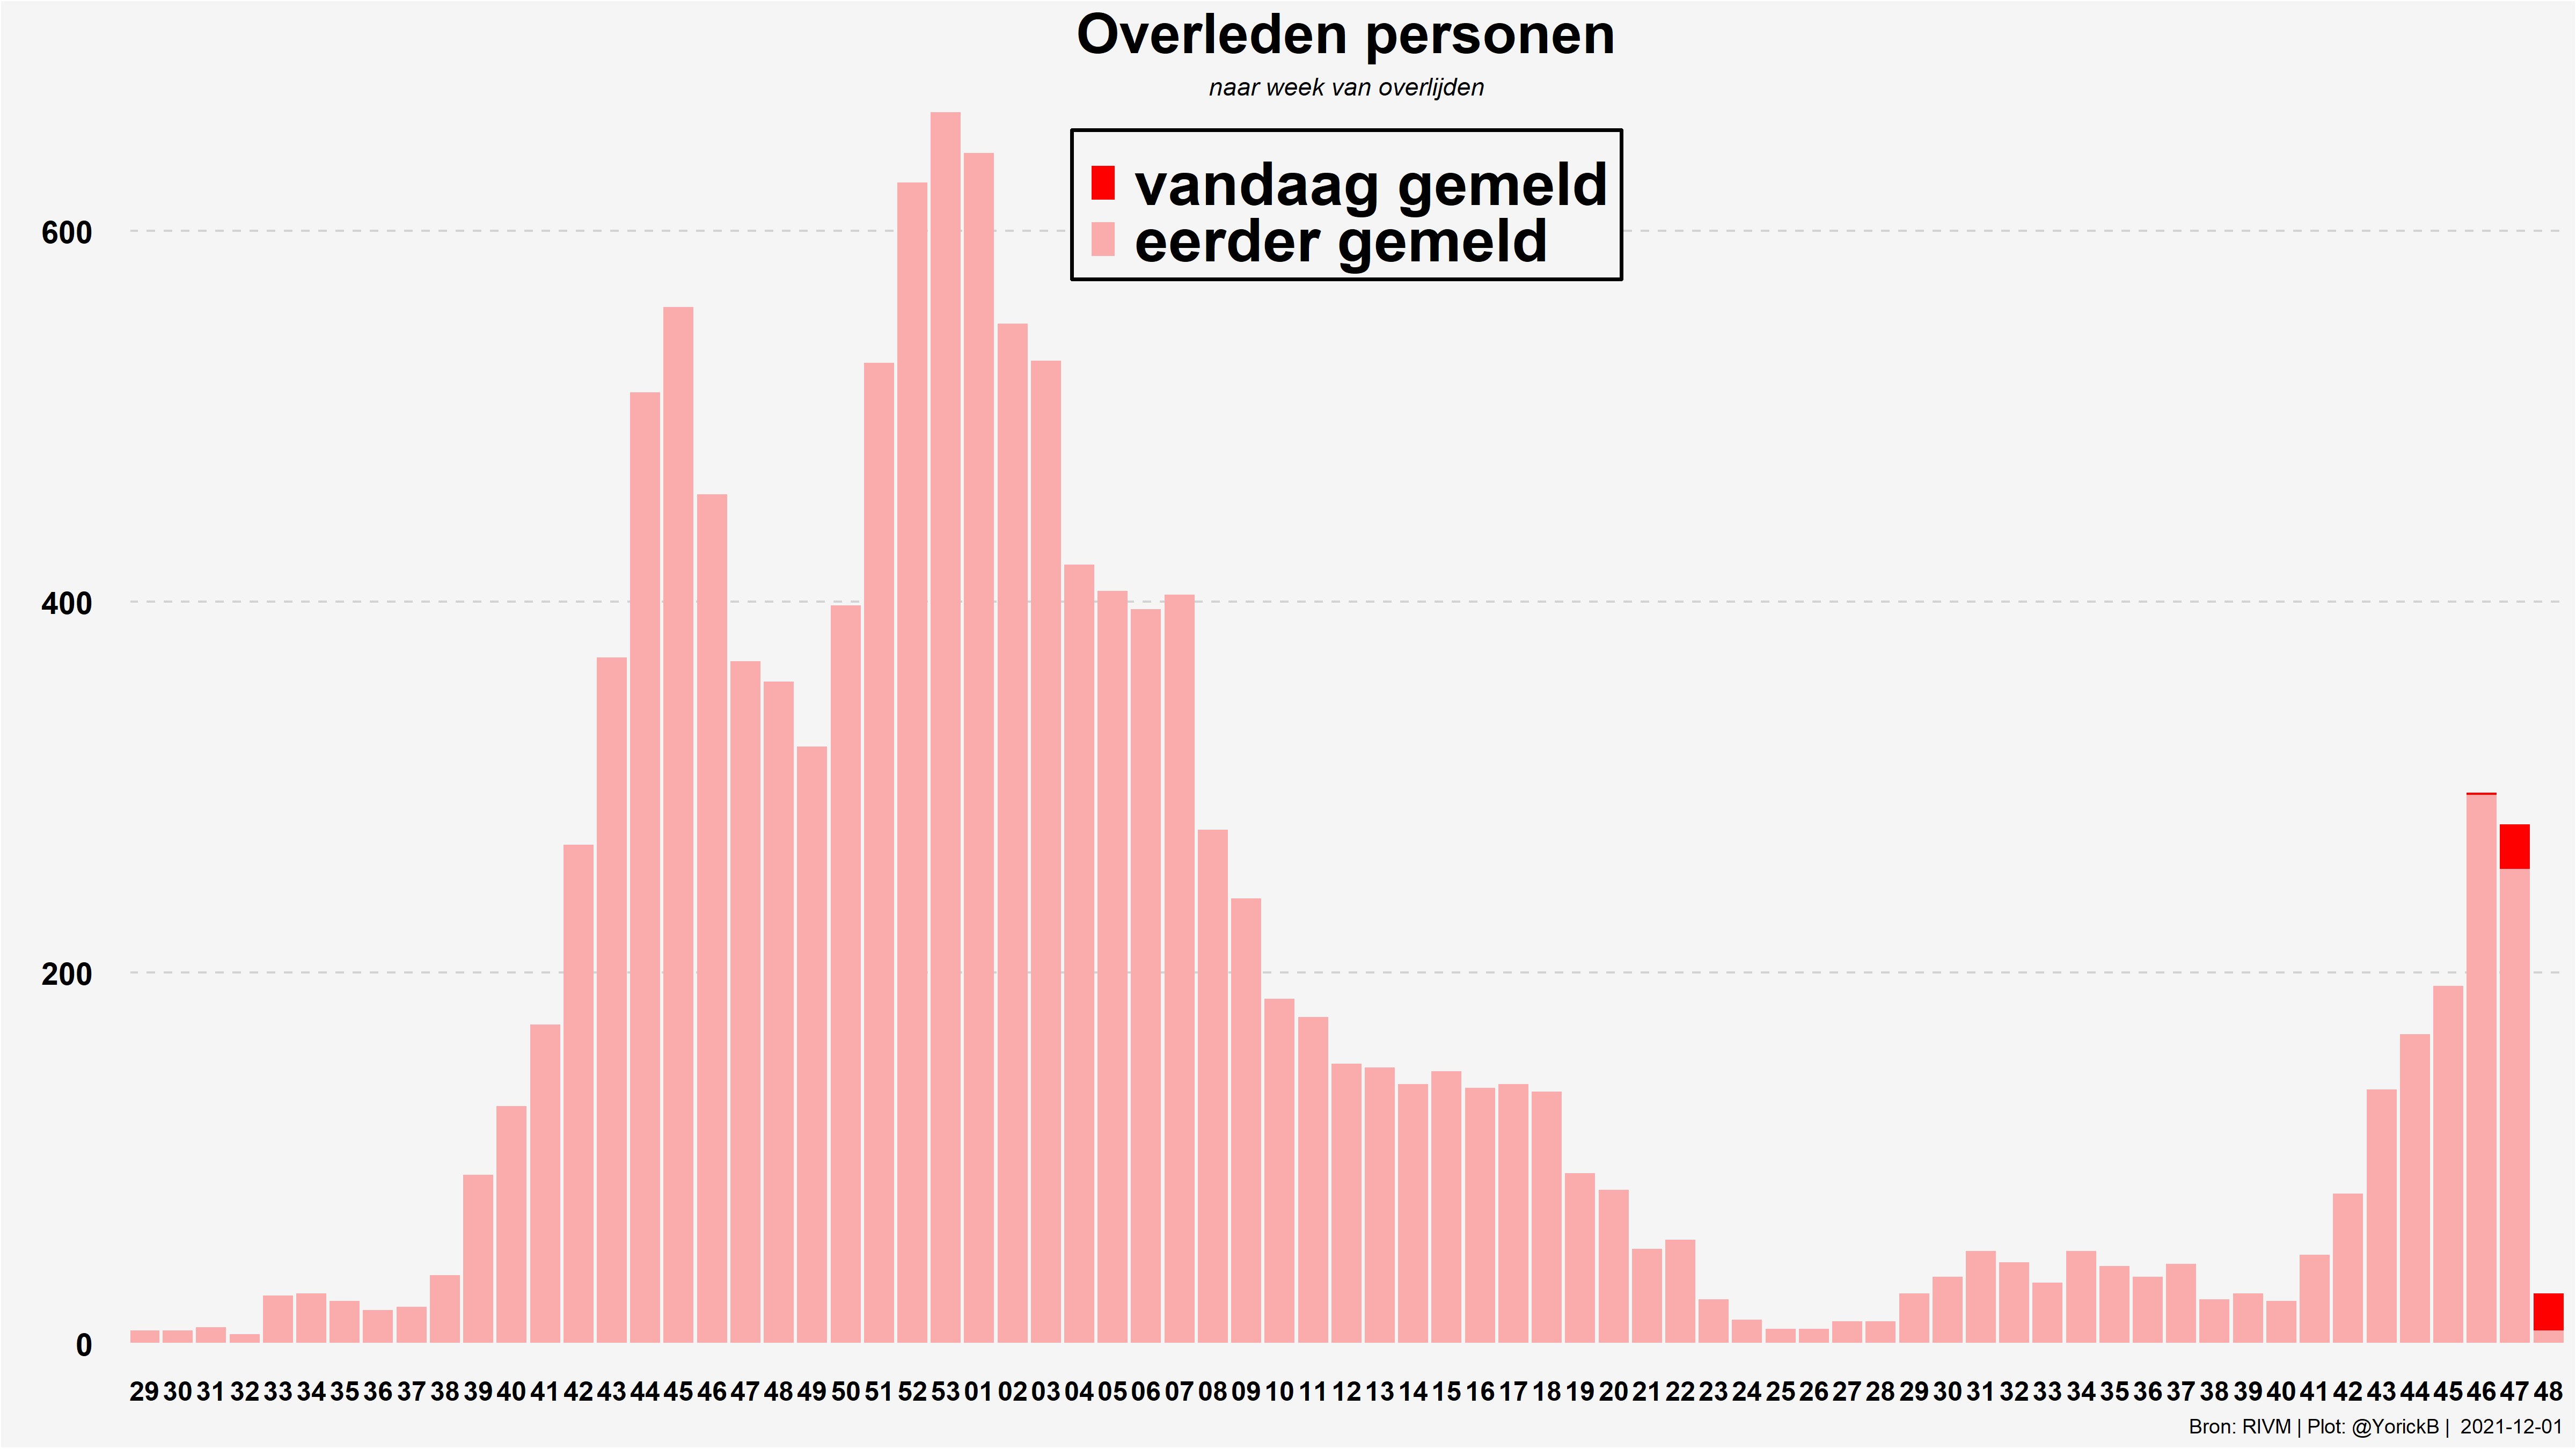 Overleden personen
naar week van overlijden
vandaag gemeld
eerder gemeld
600
400
200
0
29 30 31 32 33 34 35 36 37 38 39 40 41 42 43 44 45 46 47 48 49 50 51 52 53 01 02 03 04 05 06 07 08 09 10 11 12 13 14 15 16 17 18 19 20 21 22 23 24 25 26 27 28 29 30 31 32 33 34 35 36 37 38 39 40 41 42 43 44 45 46 47 48
Bron: RIVM | Plot: @YorickB | 2021-12-01